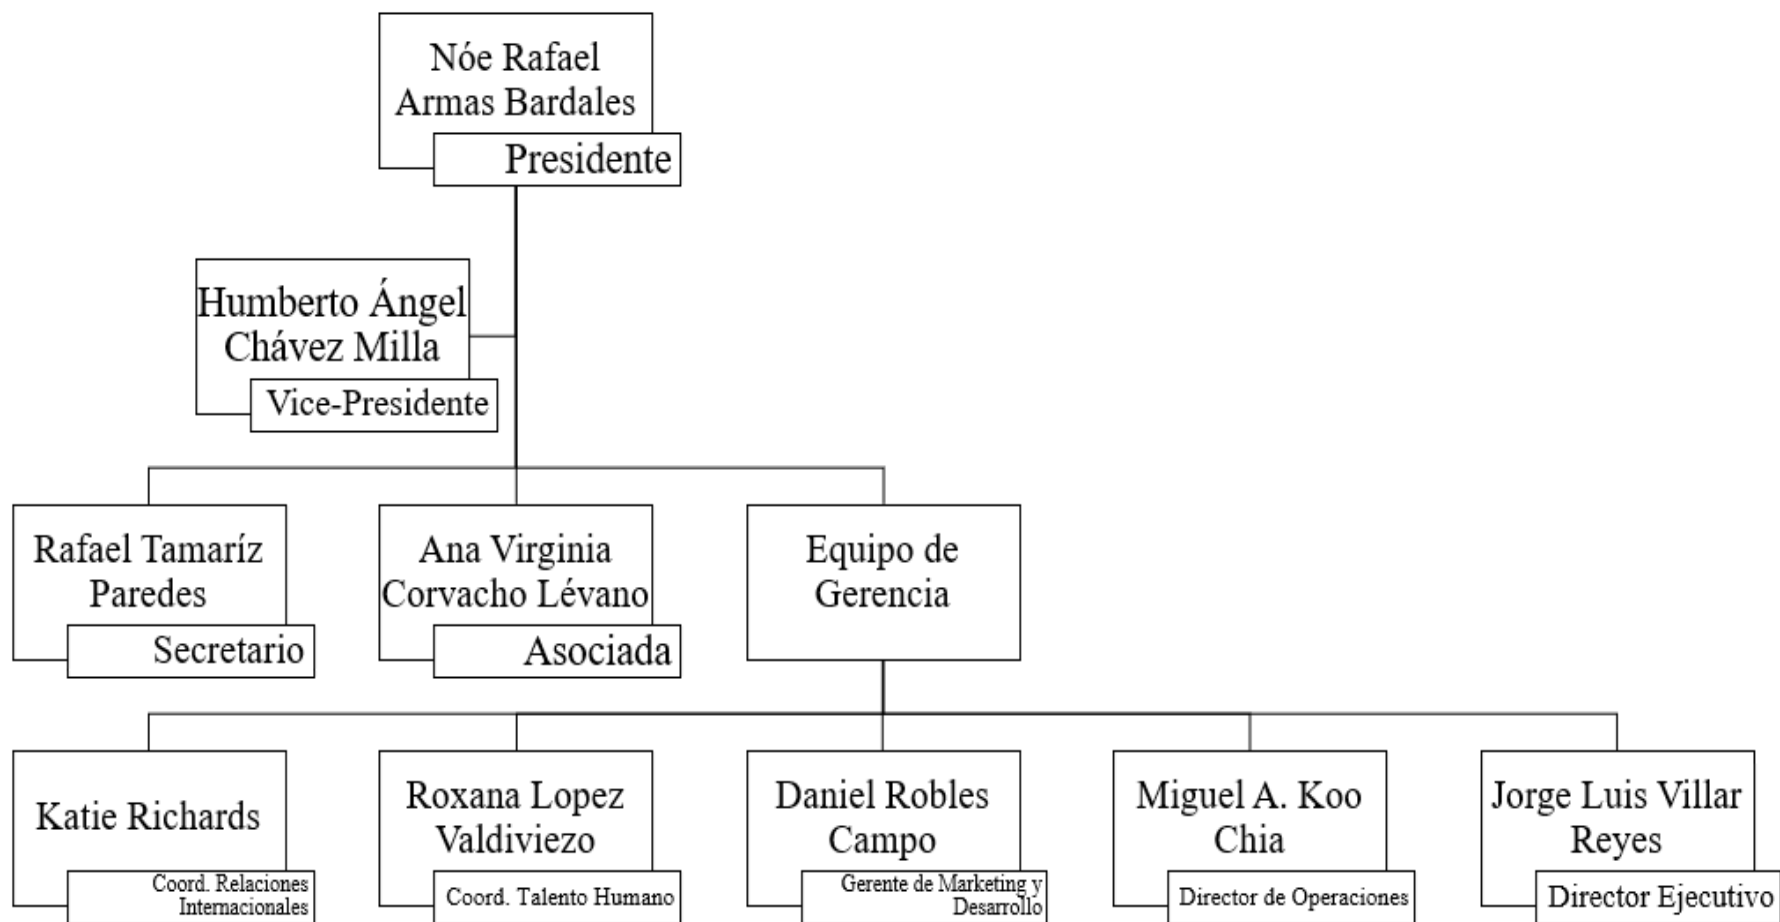 Nóe Rafael
Armas Bardales
Presidente
Humberto Ángel
Chávez Milla
Vice-Presidente
Rafael Tamaríz
Paredes
Secretario
Ana Virginia
Corvacho Lévano
Asociada
Equipo de
Gerencia
Katie Richards
Coord. Relaciones
Internacionales
Roxana Lopez
Valdiviezo
Coord. Talento Humano
Daniel Robles
Campo
Gerente de Marketing y
Desarrollo
Miguel A. Koo
Chia
Director de Operaciones
Jorge Luis Villar
Reyes
Director Ejecutivo